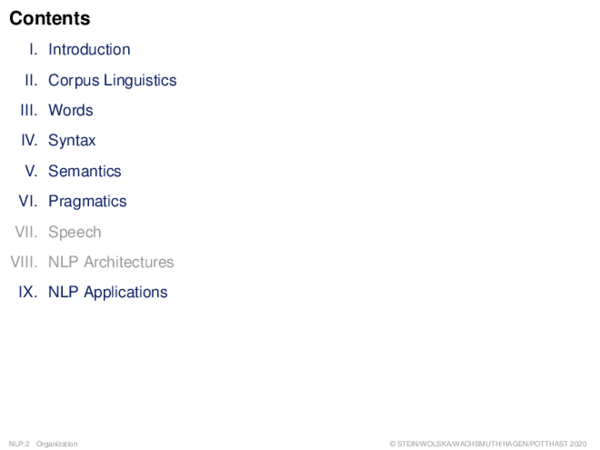 Contents
I. Introduction
II. Corpus Linguistics
III. Words
IV. Syntax
V. Semantics
VI. Pragmatics
VII. Speech
VIII. NLP Architectures
IX. NLP Applications
NLP:2 Organization © STEIN/WOLSKA/WACHSMUTH/HAGEN/POTTHAST 2020